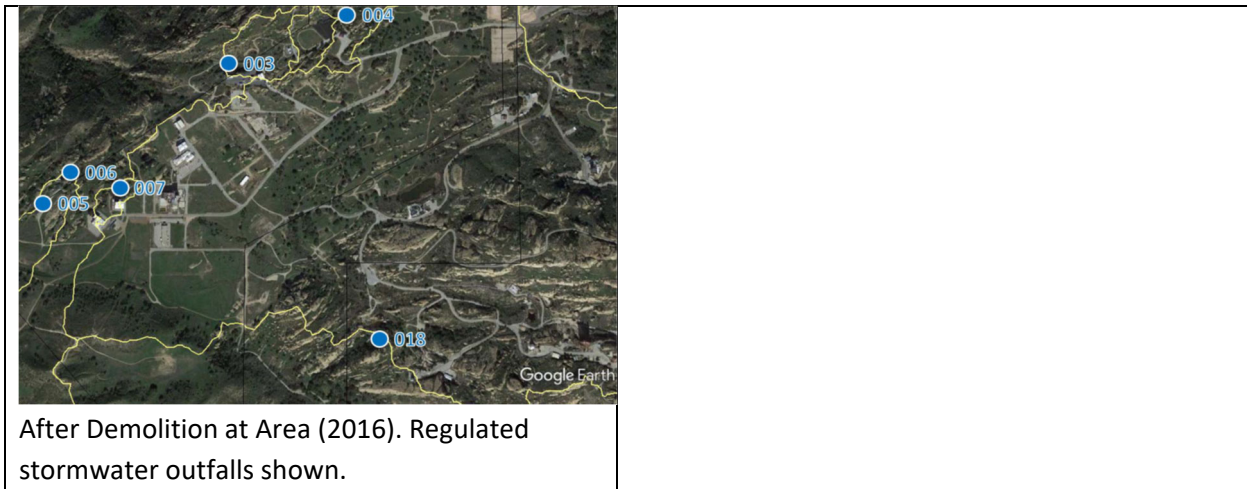 004
003
006
007
005
018
Google Earth
After Demolition at Area (2016). Regulated
stormwater outfalls shown.